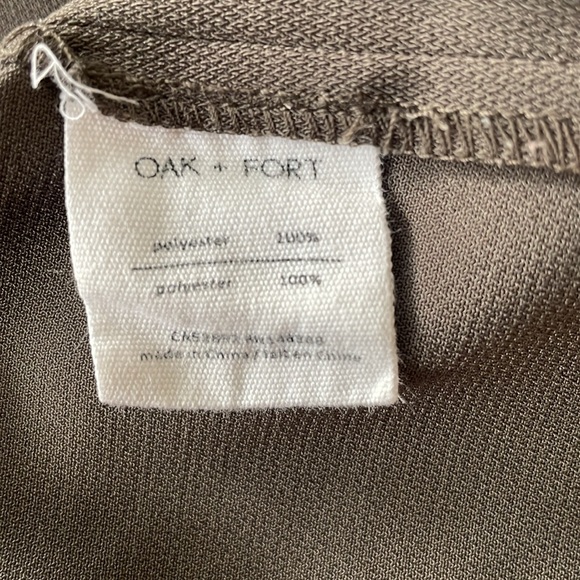 OAK + FORT
polyester 100%
polyester 100%
made in China / fait en Chine